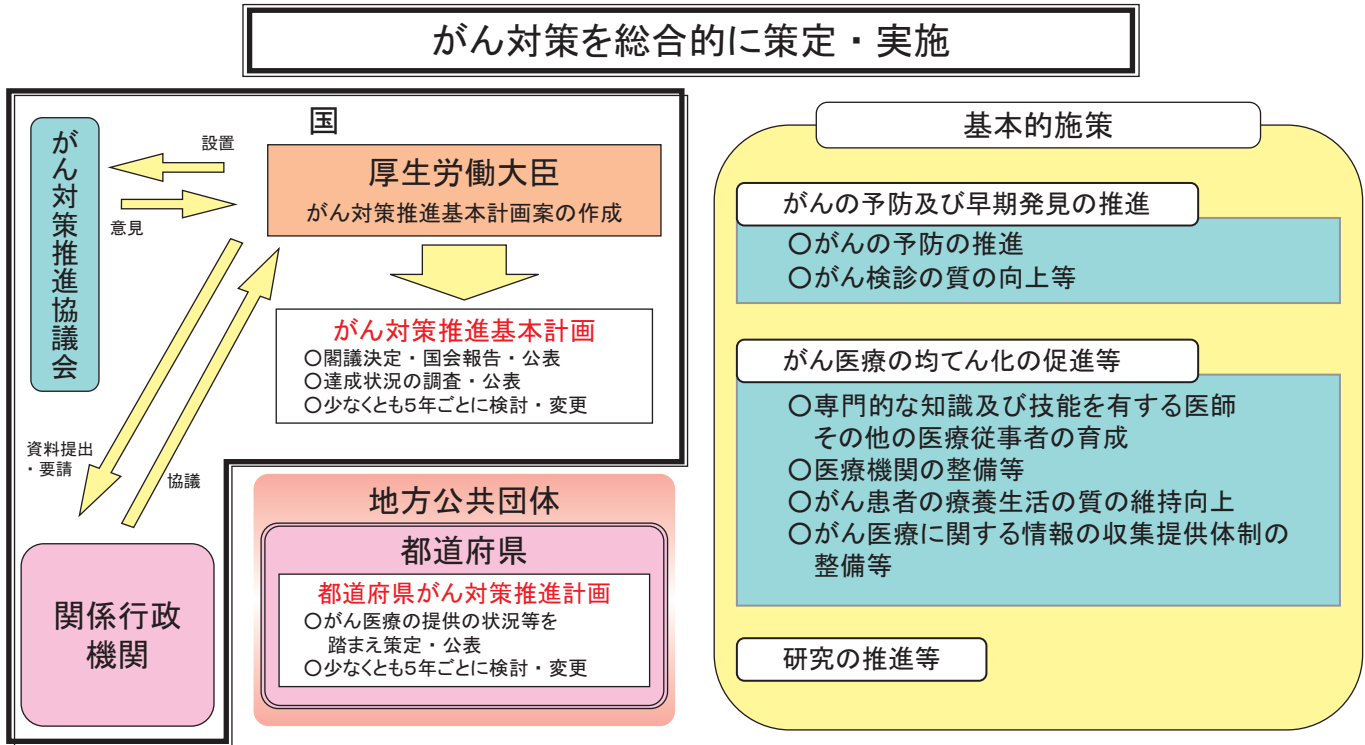 がん対策を総合的に策定・実施
国
がん対策推進協議会
設置
意見
厚生労働大臣
がん対策推進基本計画案の作成
がん対策推進基本計画
○閣議決定・国会報告・公表
○達成状況の調査・公表
○少なくとも5年ごとに検討・変更
資料提出
・要請
協議
関係行政
機関
地方公共団体
都道府県
都道府県がん対策推進計画
○がん医療の提供の状況等を
踏まえ策定・公表
○少なくとも5年ごとに検討・変更
基本的施策
がんの予防及び早期発見の推進
○がんの予防の推進
○がん検診の質の向上等
がん医療の均てん化の促進等
○専門的な知識及び技能を有する医師
その他の医療従事者の育成
○医療機関の整備等
○がん患者の療養生活の質の維持向上
○がん医療に関する情報の収集提供体制の
整備等
研究の推進等